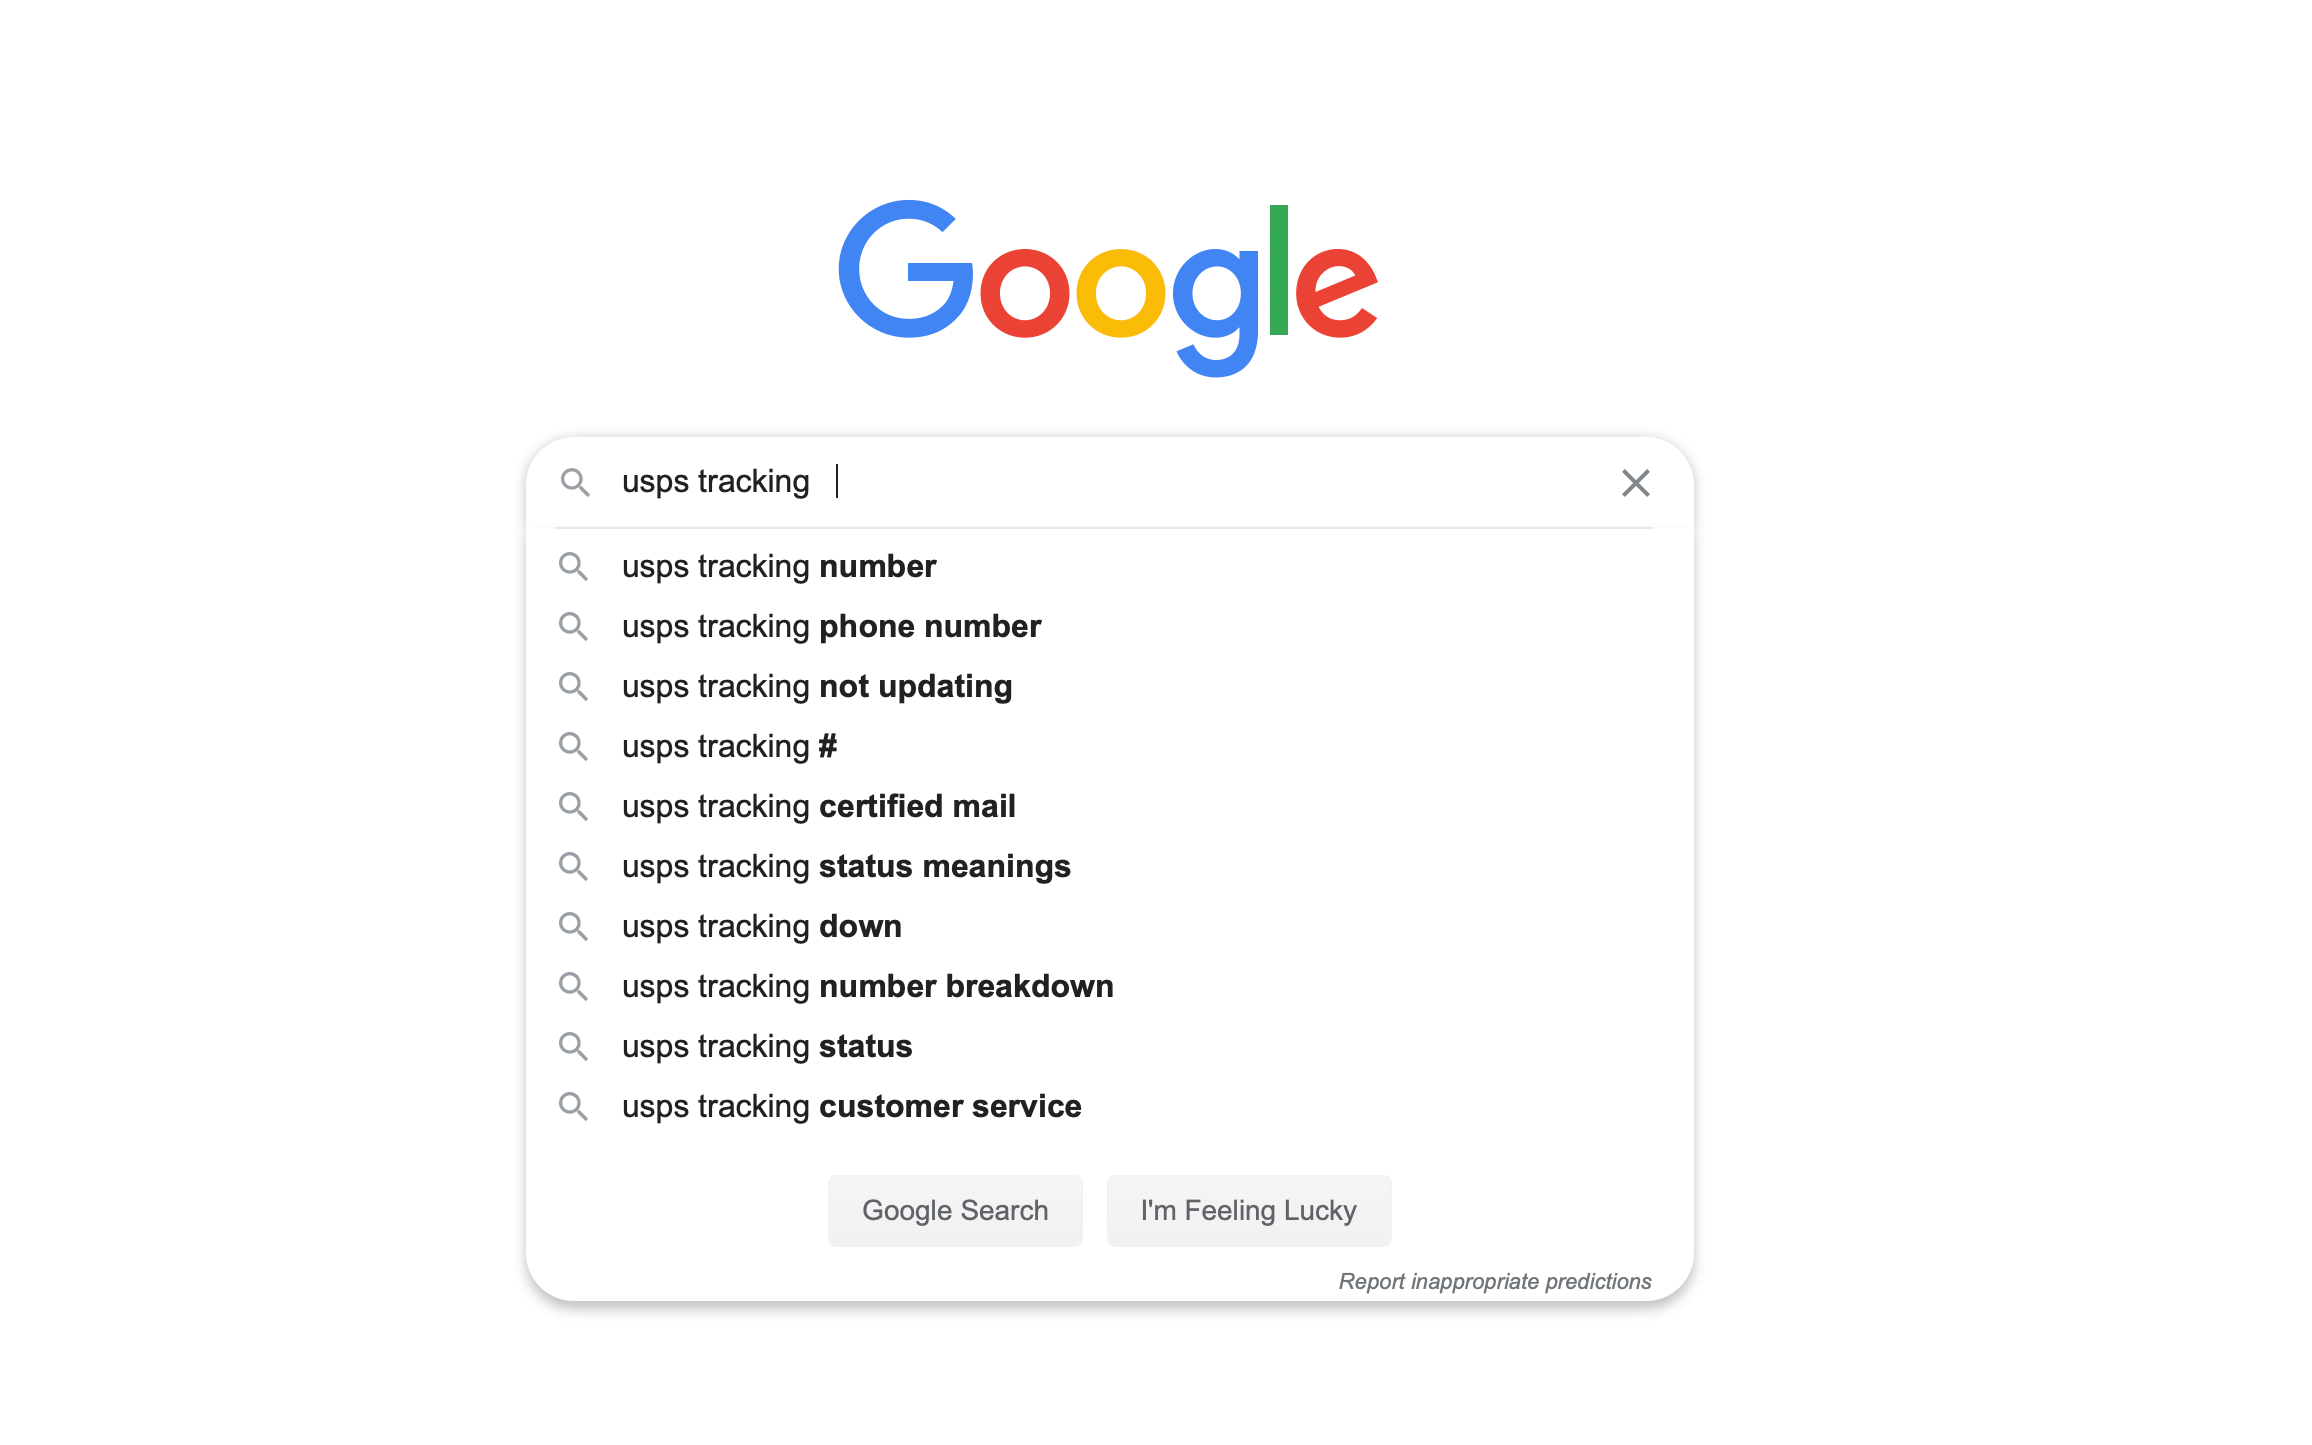 Google
usps tracking
usps tracking number
usps tracking phone number
usps tracking not updating
usps tracking #
usps tracking certified mail
usps tracking status meanings
usps tracking down
usps tracking number breakdown
usps tracking status
usps tracking customer service
Google Search I'm Feeling Lucky
Report inappropriate predictions